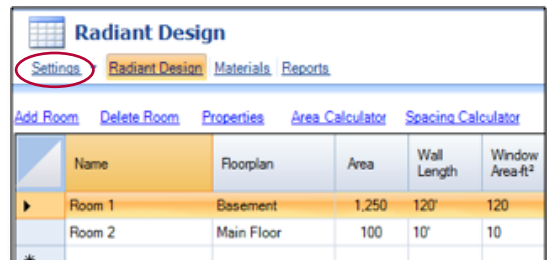 Radiant Design
Settings Radiant Design Materials Reports
Add Room Delete Room Properties Area Calculator Spacing Calculator
Name Floorplan Area Wall Length Window Area-ft²
Room 1 Basement 1,250 120' 120
Room 2 Main Floor 100 10' 10
*